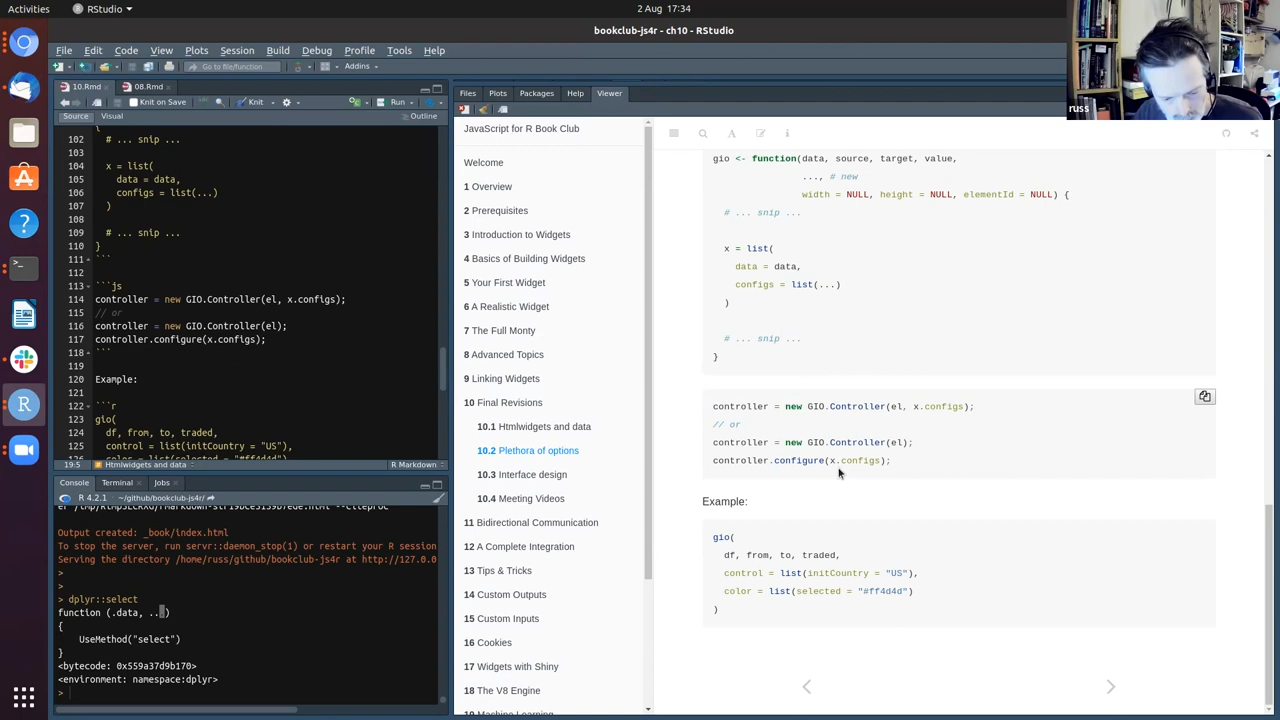 Activities
RStudio
2 Aug 17:34
bookclub-js4r - ch10 - RStudio
File Edit Code View Plots Session Build Debug Profile Tools Help
Go to file/function
Addins
10.Rmd
08.Rmd
Knit on Save
Knit
Run
Source
Visual
Outline
{
102 # ... snip ...
103
104 x = list(
105 data = data,
106 configs = list(...)
107 )
108
109 # ... snip ...
110 }
111 ```
112
113 ```js
114 controller = new GIO.Controller(el, x.configs);
115 // or
116 controller = new GIO.Controller(el);
117 controller.configure(x.configs);
118 ```
119
120 Example:
121
122 ```r
123 gio(
124 df, from, to, traded,
125 control = list(initCountry = "US"),
126 color = list(selected = "#ff4d4d")
19:5
Htmlwidgets and data
R Markdown
Console
Terminal
Jobs
R 4.2.1 · ~/github/bookclub-js4r/
Output created: _book/index.html
To stop the server, run servr::daemon_stop(1) or restart your R session
Serving the directory /home/russ/github/bookclub-js4r at http://127.0.0
>
>
> dplyr::select
function (.data, ...)
{
UseMethod("select")
}
<bytecode: 0x559a37d9b170>
<environment: namespace:dplyr>
>
Files
Plots
Packages
Help
Viewer
JavaScript for R Book Club
Welcome
1 Overview
2 Prerequisites
3 Introduction to Widgets
4 Basics of Building Widgets
5 Your First Widget
6 A Realistic Widget
7 The Full Monty
8 Advanced Topics
9 Linking Widgets
10 Final Revisions
10.1 Htmlwidgets and data
10.2 Plethora of options
10.3 Interface design
10.4 Meeting Videos
11 Bidirectional Communication
12 A Complete Integration
13 Tips & Tricks
14 Custom Outputs
15 Custom Inputs
16 Cookies
17 Widgets with Shiny
18 The V8 Engine
19 Machine Learning
gio <- function(data, source, target, value,
..., # new
width = NULL, height = NULL, elementId = NULL) {
# ... snip ...
x = list(
data = data,
configs = list(...)
)
# ... snip ...
}
controller = new GIO.Controller(el, x.configs);
// or
controller = new GIO.Controller(el);
controller.configure(x.configs);
Example:
gio(
df, from, to, traded,
control = list(initCountry = "US"),
color = list(selected = "#ff4d4d")
)
russ